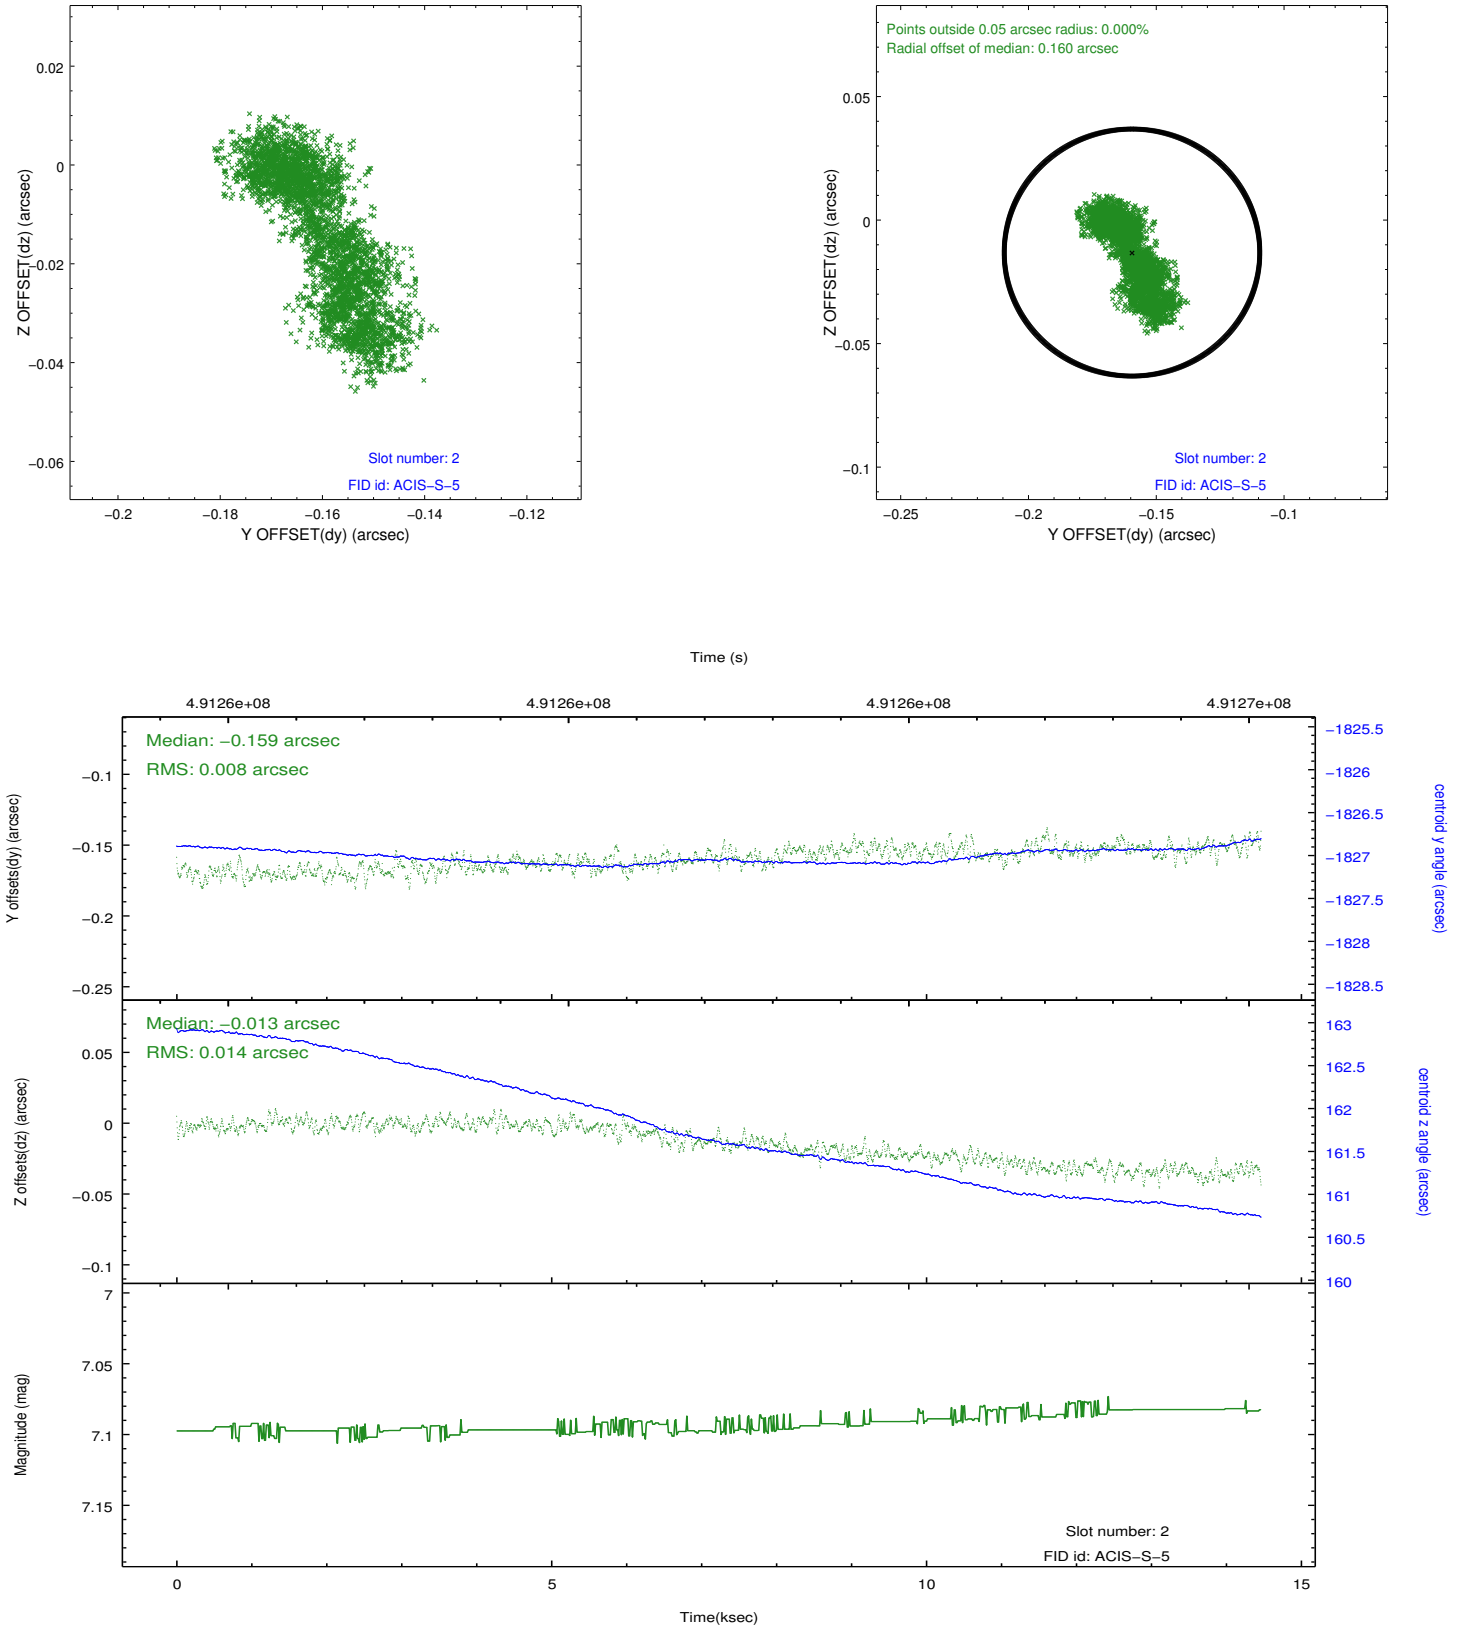 0.02
0
−0.02
−0.04
−0.06
Z OFFSET(dz) (arcsec)
Slot number: 2
FID id: ACIS−S−5
−0.2
−0.18
−0.16
−0.14
−0.12
Y OFFSET(dy) (arcsec)
Points outside 0.05 arcsec radius: 0.000%
Radial offset of median: 0.160 arcsec
0.05
0
−0.05
−0.1
Z OFFSET(dz) (arcsec)
Slot number: 2
FID id: ACIS−S−5
−0.25
−0.2
−0.15
−0.1
Y OFFSET(dy) (arcsec)
Time (s)
4.9126e+08
4.9126e+08
4.9126e+08
4.9127e+08
Median: −0.159 arcsec
RMS: 0.008 arcsec
−0.1
−0.15
−0.2
−0.25
Y offsets(dy) (arcsec)
−1825.5
−1826
−1826.5
−1827
−1827.5
−1828
−1828.5
centroid y angle (arcsec)
Median: −0.013 arcsec
RMS: 0.014 arcsec
0.05
0
−0.05
−0.1
Z offsets(dz) (arcsec)
163
162.5
162
161.5
161
160.5
160
centroid z angle (arcsec)
7
7.05
7.1
7.15
Magnitude (mag)
Slot number: 2
FID id: ACIS−S−5
0
5
10
15
Time(ksec)